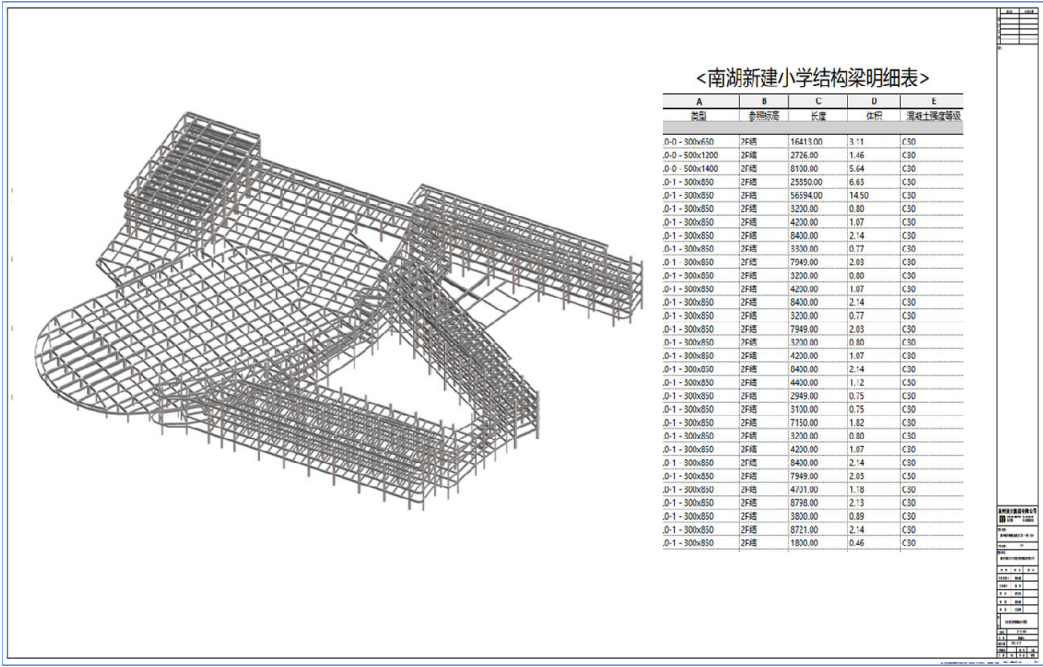 <南湖新建小学结构梁明细表>
A B C D E
类型 参照标高 长度 体积 混凝土强度等级
.0-0 - 300x650 2F结 16413.00 3.11 C30
.0-0 - 500x1200 2F结 2726.00 1.46 C30
.0-0 - 500x1400 2F结 8100.00 5.64 C30
.0-1 - 300x850 2F结 25850.00 6.63 C30
.0-1 - 300x850 2F结 56594.00 14.50 C30
.0-1 - 300x850 2F结 3200.00 0.80 C30
.0-1 - 300x850 2F结 4200.00 1.07 C30
.0-1 - 300x850 2F结 8400.00 2.14 C30
.0-1 - 300x850 2F结 3300.00 0.77 C30
.0-1 - 300x850 2F结 7949.00 2.03 C30
.0-1 - 300x850 2F结 3200.00 0.80 C30
.0-1 - 300x850 2F结 4200.00 1.07 C30
.0-1 - 300x850 2F结 8400.00 2.14 C30
.0-1 - 300x850 2F结 3200.00 0.77 C30
.0-1 - 300x850 2F结 7949.00 2.03 C30
.0-1 - 300x850 2F结 3200.00 0.80 C30
.0-1 - 300x850 2F结 4200.00 1.07 C30
.0-1 - 300x850 2F结 8400.00 2.14 C30
.0-1 - 300x850 2F结 4400.00 1.12 C30
.0-1 - 300x850 2F结 2949.00 0.75 C30
.0-1 - 300x850 2F结 3100.00 0.75 C30
.0-1 - 300x850 2F结 7150.00 1.82 C30
.0-1 - 300x850 2F结 3200.00 0.80 C30
.0-1 - 300x850 2F结 4200.00 1.07 C30
.0-1 - 300x850 2F结 8400.00 2.14 C30
.0-1 - 300x850 2F结 7949.00 2.03 C30
.0-1 - 300x850 2F结 4701.00 1.18 C30
.0-1 - 300x850 2F结 8798.00 2.13 C30
.0-1 - 300x850 2F结 3800.00 0.89 C30
.0-1 - 300x850 2F结 8721.00 2.14 C30
.0-1 - 300x850 2F结 1800.00 0.46 C30